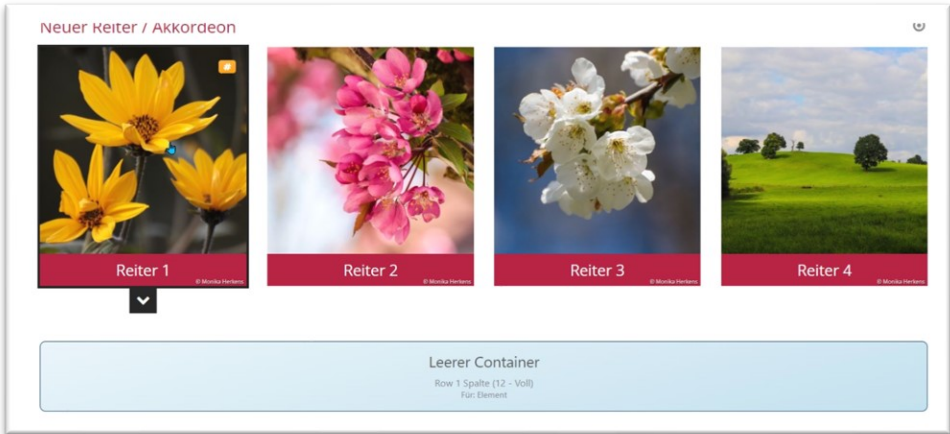 Neuer Reiter / Akkordeon
Reiter 1
© Monika Herkens
Reiter 2
© Monika Herkens
Reiter 3
© Monika Herkens
Reiter 4
© Monika Herkens
Leerer Container
Row 1 Spalte (12 - Voll)
Für: Element